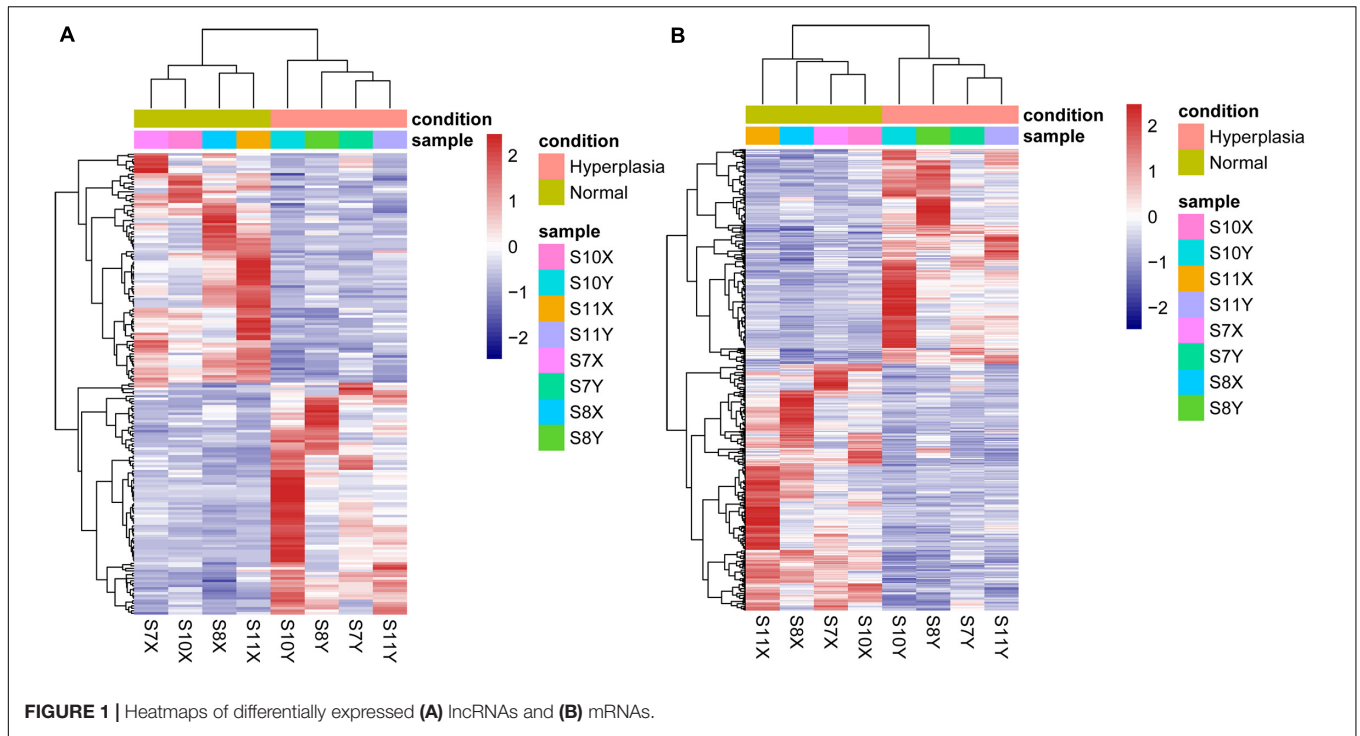 A
condition
sample
2
1
0
−1
−2
condition
Hyperplasia
Normal
sample
S10X
S10Y
S11X
S11Y
S7X
S7Y
S8X
S8Y
S7X
S10X
S8X
S11X
S10Y
S8Y
S7Y
S11Y
B
condition
sample
2
1
0
−1
−2
condition
Hyperplasia
Normal
sample
S10X
S10Y
S11X
S11Y
S7X
S7Y
S8X
S8Y
S11X
S8X
S7X
S10X
S10Y
S8Y
S7Y
S11Y
FIGURE 1 | Heatmaps of differentially expressed (A) lncRNAs and (B) mRNAs.